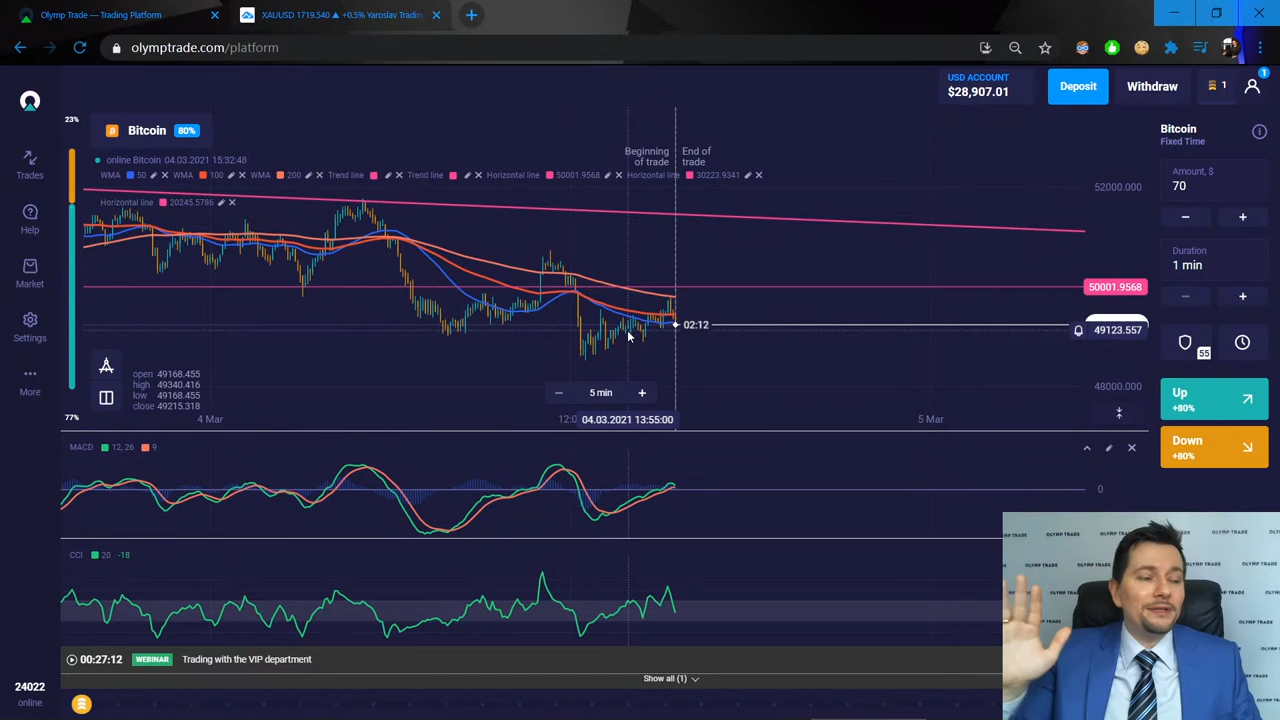 Olymp Trade — Trading Platform
XAUUSD 1719.540 ▲ +0.5% Yaroslav Trading
olymptrade.com/platform
USD ACCOUNT
$28,907.01
Deposit
Withdraw
1
1
23%
Bitcoin 80%
Beginning of trade
End of trade
online Bitcoin 04.03.2021 15:32:48
WMA 50 WMA 100 WMA 200 Trend line Trend line Horizontal line 50001.9568 Horizontal line 30223.9341
Horizontal line 20245.5786
52000.000
50001.9568
02:12
49123.557
48000.000
open 49168.455
high 49340.416
low 49168.455
close 49215.318
5 min
77%
4 Mar
12:0
04.03.2021 13:55:00
5 Mar
MACD 12, 26 9
0
CCI 20 -18
00:27:12 WEBINAR Trading with the VIP department
Show all (1)
Trades
Help
Market
Settings
More
24022
online
Bitcoin
Fixed Time
Amount, $
70
Duration
1 min
55
Up
+80%
Down
+80%
OLYMP TRADE